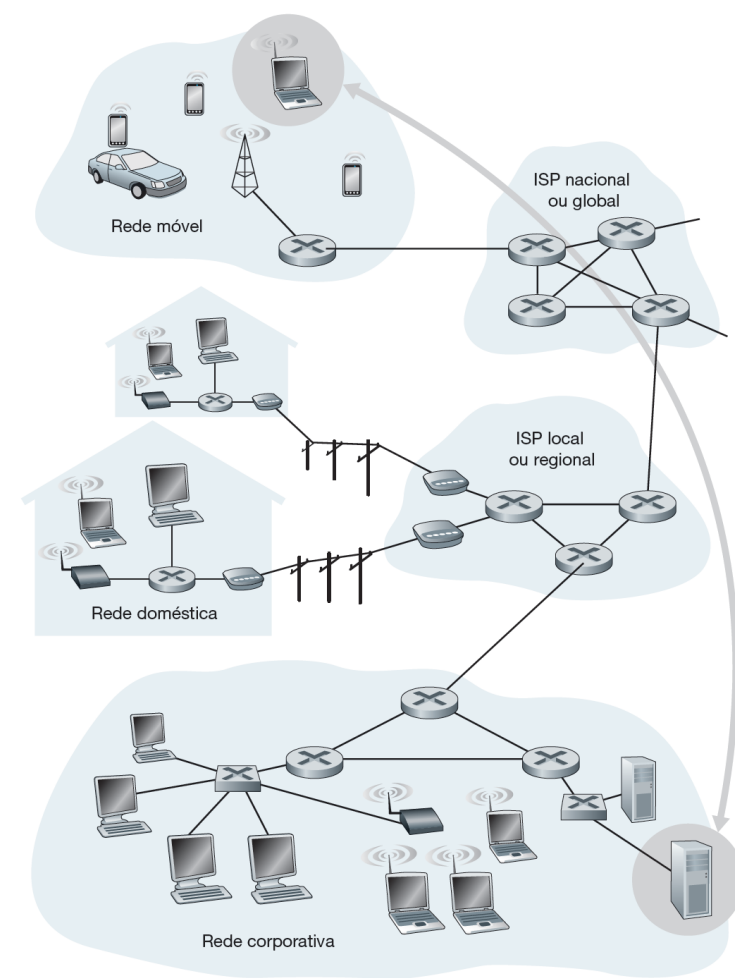 ISP nacional
ou global
Rede móvel
ISP local
ou regional
Rede doméstica
Rede corporativa